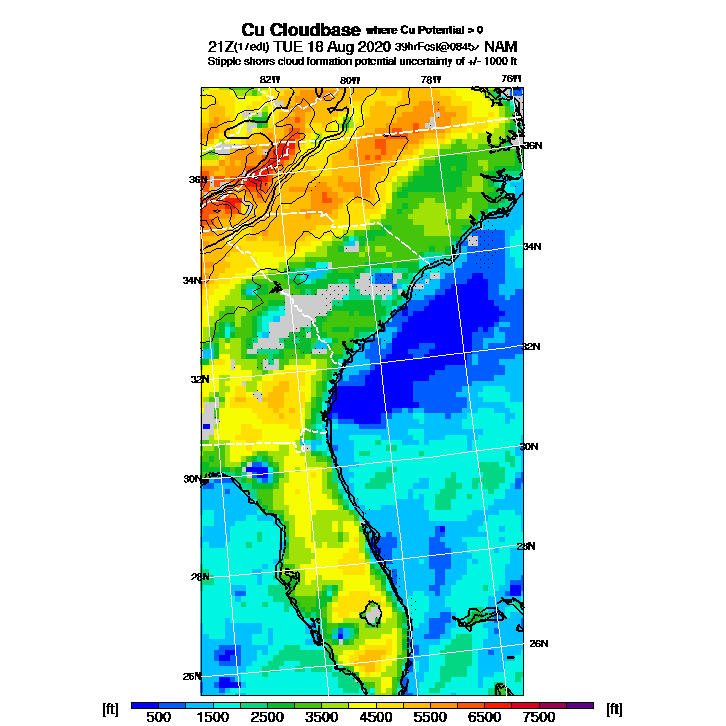 Cu Cloudbase where Cu Potential > 0
21Z(17edt) TUE 18 Aug 2020 39hrFcst@0845z NAM
Stipple shows cloud formation potential uncertainty of +/- 1000 ft
82W 80W 78W 76W
36N
36N
34N
34N
32N
32N
30N
30N
28N
28N
26N
26N
[ft] 500 1500 2500 3500 4500 5500 6500 7500 [ft]